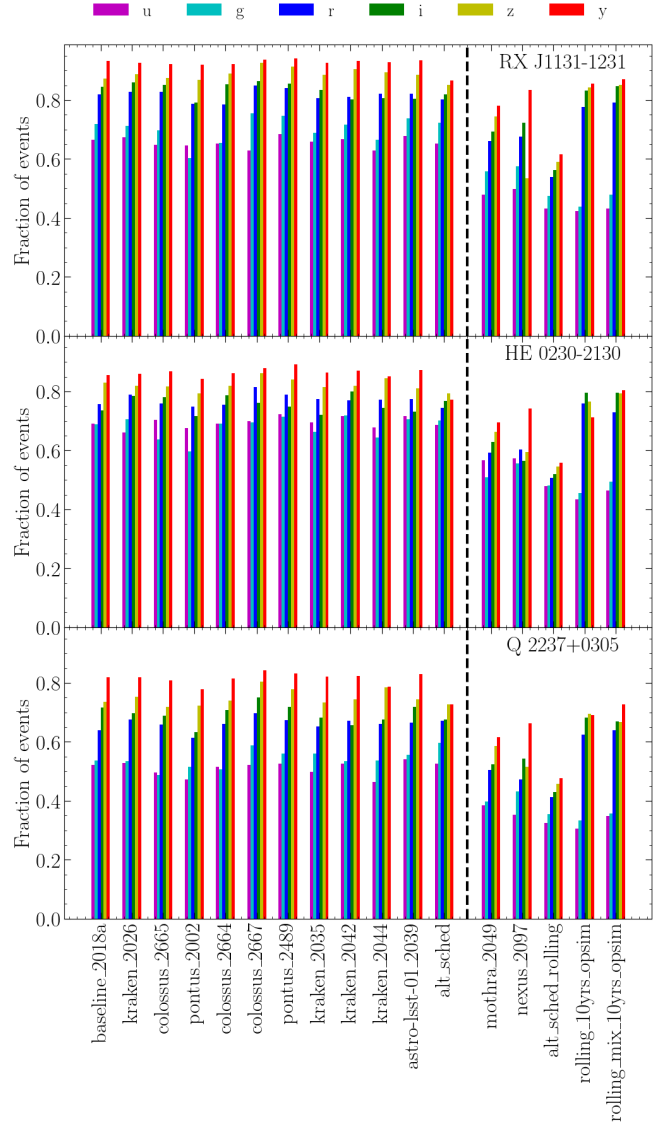 u g r i z y
RX J1131-1231
Fraction of events
0.8
0.6
0.4
0.2
0.0
HE 0230-2130
Fraction of events
0.8
0.6
0.4
0.2
0.0
Q 2237+0305
Fraction of events
0.8
0.6
0.4
0.2
0.0
baseline_2018a
kraken_2026
colossus_2665
pontus_2002
colossus_2664
colossus_2667
pontus_2489
kraken_2035
kraken_2042
kraken_2044
astro-lsst-01_2039
alt_sched
mothra_2049
nexus_2097
alt_sched_rolling
rolling_10yrs_opsim
rolling_mix_10yrs_opsim